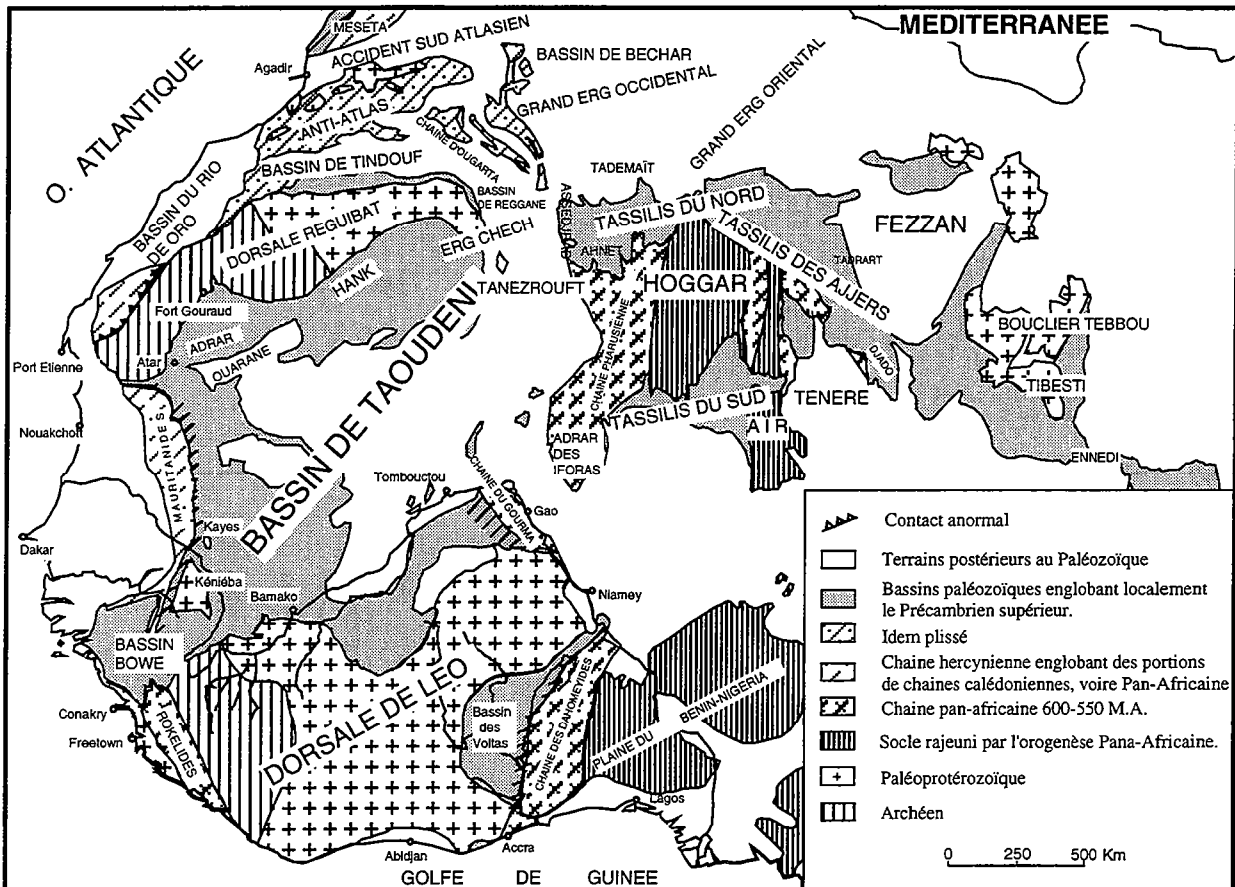 MEDITERRANEE
MESETA
ACCIDENT SUD ATLASIEN
BASSIN DE BECHAR
Agadir
GRAND ERG OCCIDENTAL
GRAND ERG ORIENTAL
O. ATLANTIQUE
ANTI-ATLAS
CHAINE D'OUGARTA
BASSIN DE TINDOUF
TADEMAÏT
BASSIN
DE REGGANE
ASSEDJRAD
BASSIN DU RIO
DE ORO
DORSALE REGUIBAT
ERG CHECH
TASSILIS DU NORD
FEZZAN
AHNET
HANK
TASSILIS DES AJJERS
TADRART
TANEZROUFT
HOGGAR
Fort Gouraud
BOUCLIER TEBBOU
ADRAR
Atar
OUARANE
Port Etienne
CHAINE PHARUSIENNE
DJADO
TIBESTI
BASSIN DE TAOUDENI
TASSILIS DU SUD
TENERE
Nouakchott
MAURITANIDES
AIR
ADRAR
DES
IFORAS
ENNEDI
Tombouctou
CHAINE DU GOURMA
Gao
Kayes
Dakar
Kéniéba
Bamako
Niamey
BASSIN
BOWE
DORSALE DE LEO
Bassin
des
Voltas
CHAINE DES DAHOMEYIDES
PLAINE DU BENIN-NIGERIA
Conakry
ROKELIDES
Freetown
Lagos
Abidjan
Accra
GOLFE DE GUINEE
Contact anormal
Terrains postérieurs au Paléozoïque
Bassins paléozoïques englobant localement
le Précambrien supérieur.
Idem plissé
Chaine hercynienne englobant des portions
de chaines calédoniennes, voire Pan-Africaine
Chaine pan-africaine 600-550 M.A.
Socle rajeuni par l'orogenèse Pana-Africaine.
Paléoprotérozoïque
Archéen
0 250 500 Km